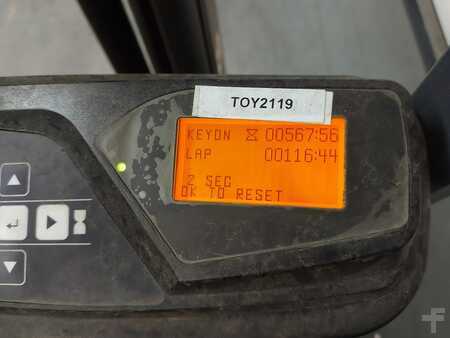 TOY2119
KEYON 00567:56
LAP 00116:44
2 SEC
OK TO RESET